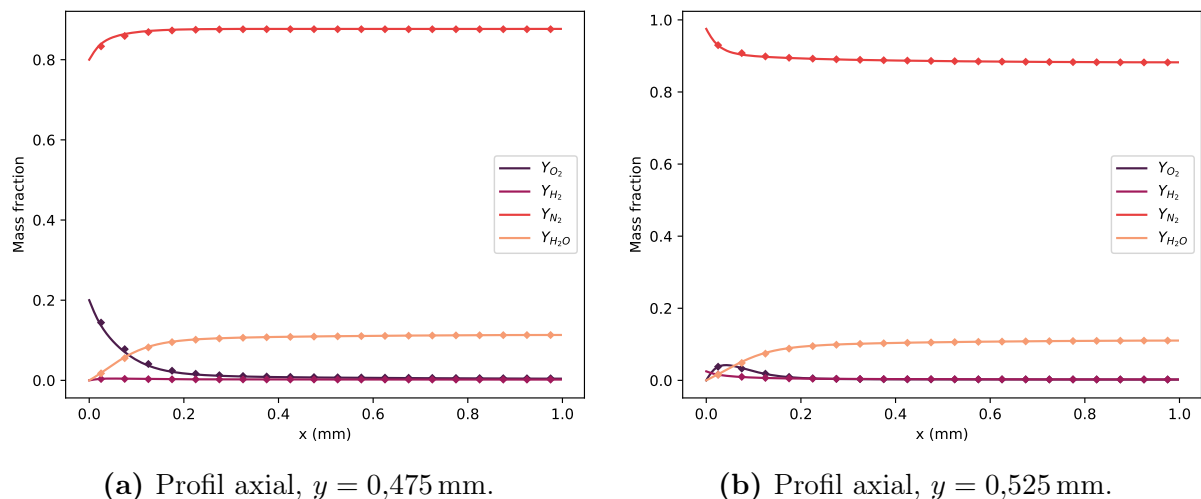 0.8
0.6
0.4
0.2
0.0
Mass fraction
0.0 0.2 0.4 0.6 0.8 1.0
x (mm)
Y_{O_2}
Y_{H_2}
Y_{N_2}
Y_{H_2O}
(a) Profil axial, y = 0,475 mm.
1.0
0.8
0.6
0.4
0.2
0.0
Mass fraction
0.0 0.2 0.4 0.6 0.8 1.0
x (mm)
Y_{O_2}
Y_{H_2}
Y_{N_2}
Y_{H_2O}
(b) Profil axial, y = 0,525 mm.